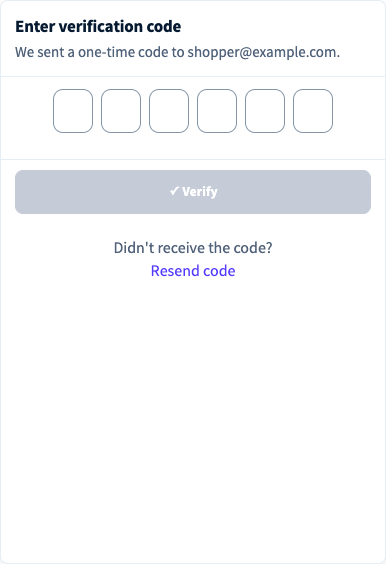 Enter verification code
We sent a one-time code to shopper@example.com.
✓ Verify
Didn't receive the code?
Resend code